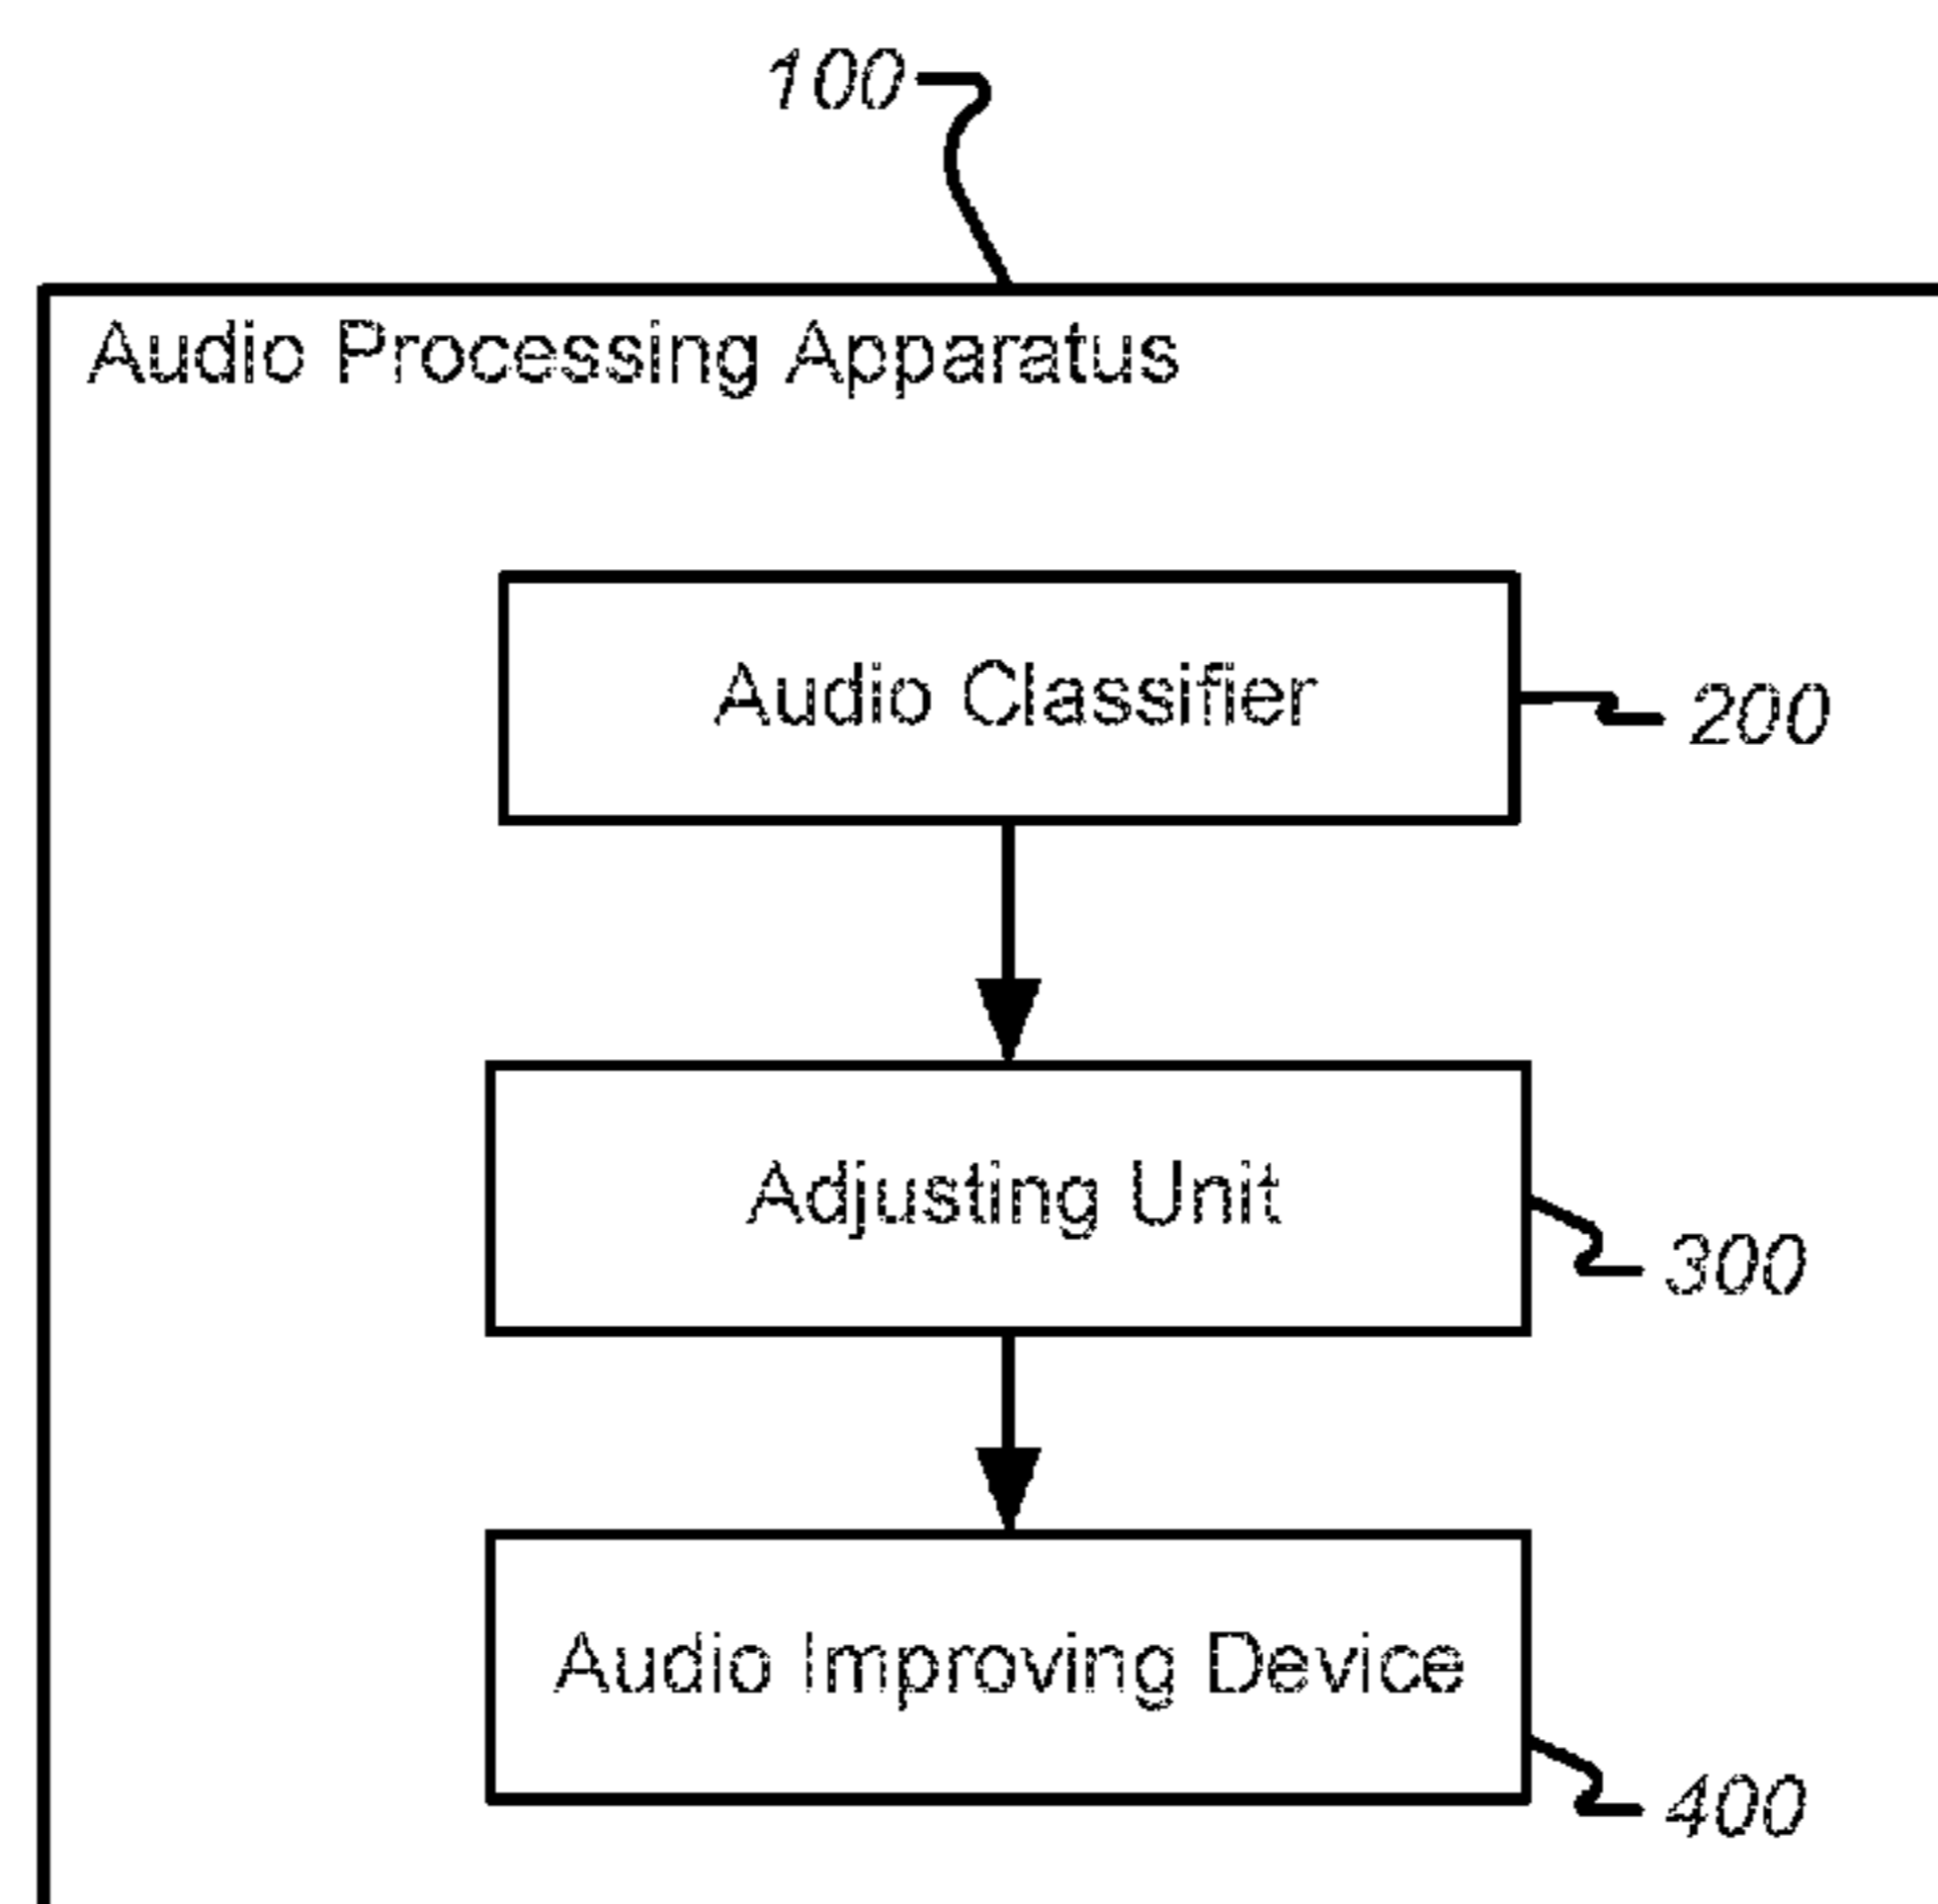 100
Audio Processing Apparatus
Audio Classifier
200
Adjusting Unit
300
Audio Improving Device
400